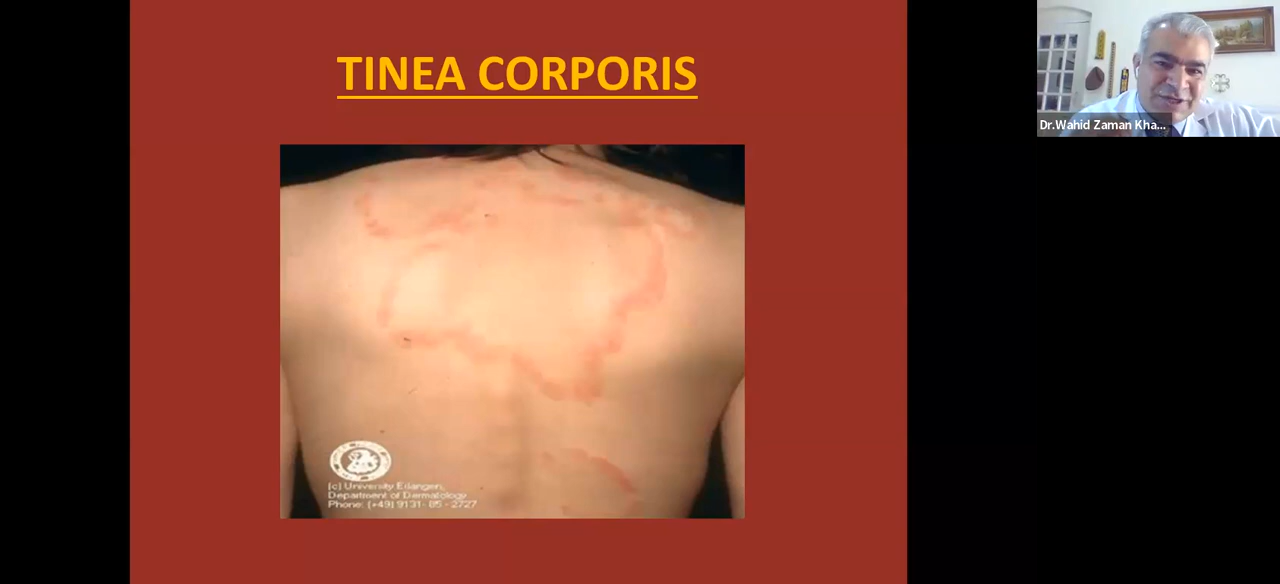 TINEA CORPORIS
Dr.Wahid Zaman Kha...
(c) University Erlangen,
Department of Dermatology
Phone: (+49) 9131- 85 - 2727